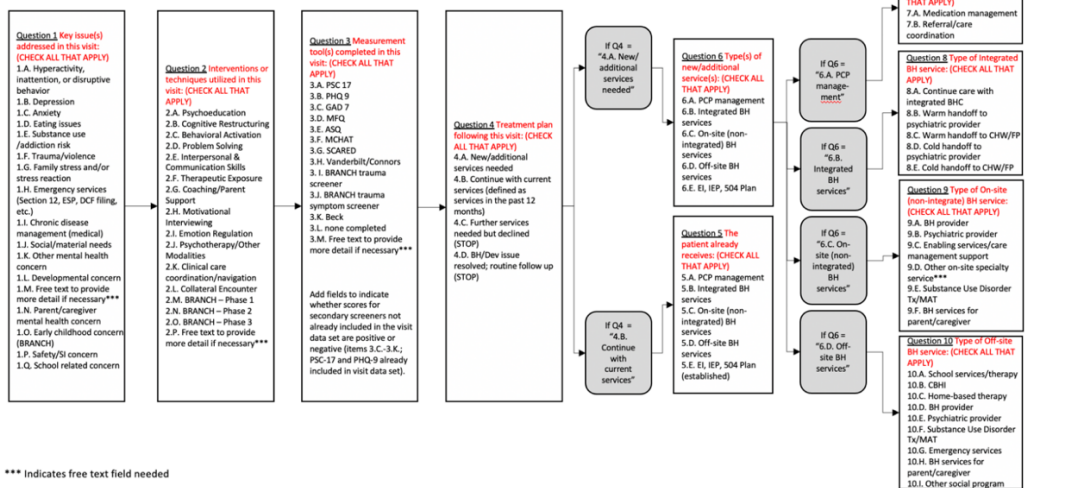 Question 1 Key issue(s)
addressed in this visit:
(CHECK ALL THAT APPLY)
1.A. Hyperactivity,
inattention, or disruptive
behavior
1.B. Depression
1.C. Anxiety
1.D. Eating issues
1.E. Substance use
/addiction risk
1.F. Trauma/violence
1.G. Family stress and/or
stress reaction
1.H. Emergency services
(Section 12, ESP, DCF filing,
etc.)
1.I. Chronic disease
management (medical)
1.J. Social/material needs
1.K. Other mental health
concern
1.L. Developmental concern
1.M. Free text to provide
more detail if necessary***
1.N. Parent/caregiver
mental health concern
1.O. Early childhood concern
(BRANCH)
1.P. Safety/SI concern
1.Q. School related concern
Question 2 Interventions or
techniques utilized in this
visit: (CHECK ALL THAT
APPLY)
2.A. Psychoeducation
2.B. Cognitive Restructuring
2.C. Behavioral Activation
2.D. Problem Solving
2.E. Interpersonal &
Communication Skills
2.F. Therapeutic Exposure
2.G. Coaching/Parent
Support
2.H. Motivational
Interviewing
2.I. Emotion Regulation
2.J. Psychotherapy/Other
Modalities
2.K. Clinical care
coordination/navigation
2.L. Collateral Encounter
2.M. BRANCH – Phase 1
2.N. BRANCH – Phase 2
2.O. BRANCH – Phase 3
2.P. Free text to provide
more detail if necessary***
Question 3 Measurement
tool(s) completed in this
visit: (CHECK ALL THAT
APPLY)
3.A. PSC 17
3.B. PHQ 9
3.C. GAD 7
3.D. MFQ
3.E. ASQ
3.F. MCHAT
3.G. SCARED
3.H. Vanderbilt/Connors
3. I. BRANCH trauma
screener
3.J. BRANCH trauma
symptom screener
3.K. Beck
3.L. none completed
3.M. Free text to provide
more detail if necessary***
Add fields to indicate
whether scores for
secondary screeners not
already included in the visit
data set are positive or
negative (items 3.C.-3.K.;
PSC-17 and PHQ-9 already
included in visit data set).
Question 4 Treatment plan
following this visit: (CHECK
ALL THAT APPLY)
4.A. New/additional
services needed
4.B. Continue with current
services (defined as
services in the past 12
months)
4.C. Further services
needed but declined
(STOP)
4.D. BH/Dev issue
resolved; routine follow up
(STOP)
If Q4 =
"4.A. New/
additional
services
needed"
If Q4 =
"4.B.
Continue
with
current
services"
Question 6 Type(s) of
new/additional
service(s): (CHECK ALL
THAT APPLY)
6.A. PCP management
6.B. Integrated BH
services
6.C. On-site (non-
integrated) BH
services
6.D. Off-site BH
services
6.E. EI, IEP, 504 Plan
Question 5 The
patient already
receives: (CHECK ALL
THAT APPLY)
5.A. PCP management
5.B. Integrated BH
services
5.C. On-site (non-
integrated) BH
services
5.D. Off-site BH
services
5.E. EI, IEP, 504 Plan
(established)
If Q6 =
"6.A. PCP
manage-
ment"
If Q6 =
"6.B.
Integrated
BH
services"
If Q6 =
"6.C. On-
site (non-
integrated)
BH
services"
If Q6 =
"6.D. Off-
site BH
services"
THAT APPLY)
7.A. Medication management
7.B. Referral/care
coordination
Question 8 Type of Integrated
BH service: (CHECK ALL THAT
APPLY)
8.A. Continue care with
integrated BHC
8.B. Warm handoff to
psychiatric provider
8.C. Warm handoff to CHW/FP
8.D. Cold handoff to
psychiatric provider
8.E. Cold handoff to CHW/FP
Question 9 Type of On-site
(non-integrate) BH service:
(CHECK ALL THAT APPLY)
9.A. BH provider
9.B. Psychiatric provider
9.C. Enabling services/care
management support
9.D. Other on-site specialty
service***
9.E. Substance Use Disorder
Tx/MAT
9.F. BH services for
parent/caregiver
Question 10 Type of Off-site
BH service: (CHECK ALL THAT
APPLY)
10.A. School services/therapy
10.B. CBHI
10.C. Home-based therapy
10.D. BH provider
10.E. Psychiatric provider
10.F. Substance Use Disorder
Tx/MAT
10.G. Emergency services
10.H. BH services for
parent/caregiver
10.I. Other social program
*** Indicates free text field needed